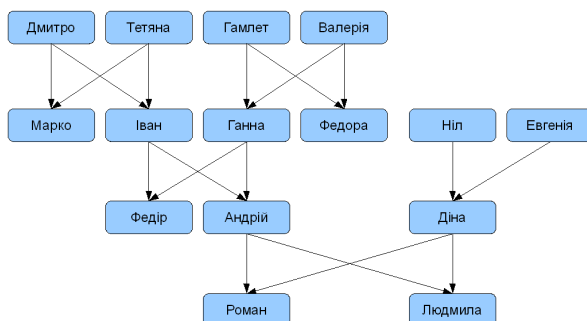 Дмитро
Тетяна
Гамлет
Валерія
Марко
Іван
Ганна
Федора
Ніл
Евгенія
Федір
Андрій
Діна
Роман
Людмила